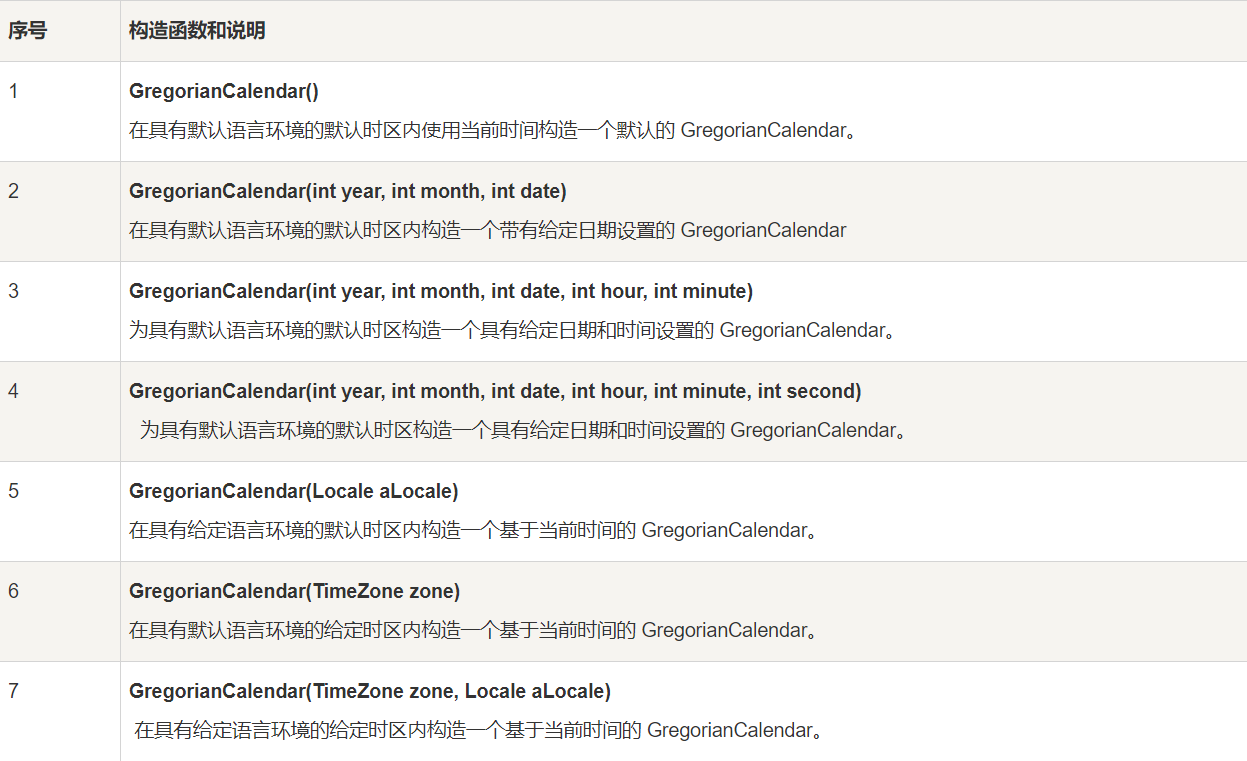 序号 构造函数和说明
1 GregorianCalendar()
在具有默认语言环境的默认时区内使用当前时间构造一个默认的 GregorianCalendar。
2 GregorianCalendar(int year, int month, int date)
在具有默认语言环境的默认时区内构造一个带有给定日期设置的 GregorianCalendar
3 GregorianCalendar(int year, int month, int date, int hour, int minute)
为具有默认语言环境的默认时区构造一个具有给定日期和时间设置的 GregorianCalendar。
4 GregorianCalendar(int year, int month, int date, int hour, int minute, int second)
为具有默认语言环境的默认时区构造一个具有给定日期和时间设置的 GregorianCalendar。
5 GregorianCalendar(Locale aLocale)
在具有给定语言环境的默认时区内构造一个基于当前时间的 GregorianCalendar。
6 GregorianCalendar(TimeZone zone)
在具有默认语言环境的给定时区内构造一个基于当前时间的 GregorianCalendar。
7 GregorianCalendar(TimeZone zone, Locale aLocale)
在具有给定语言环境的给定时区内构造一个基于当前时间的 GregorianCalendar。